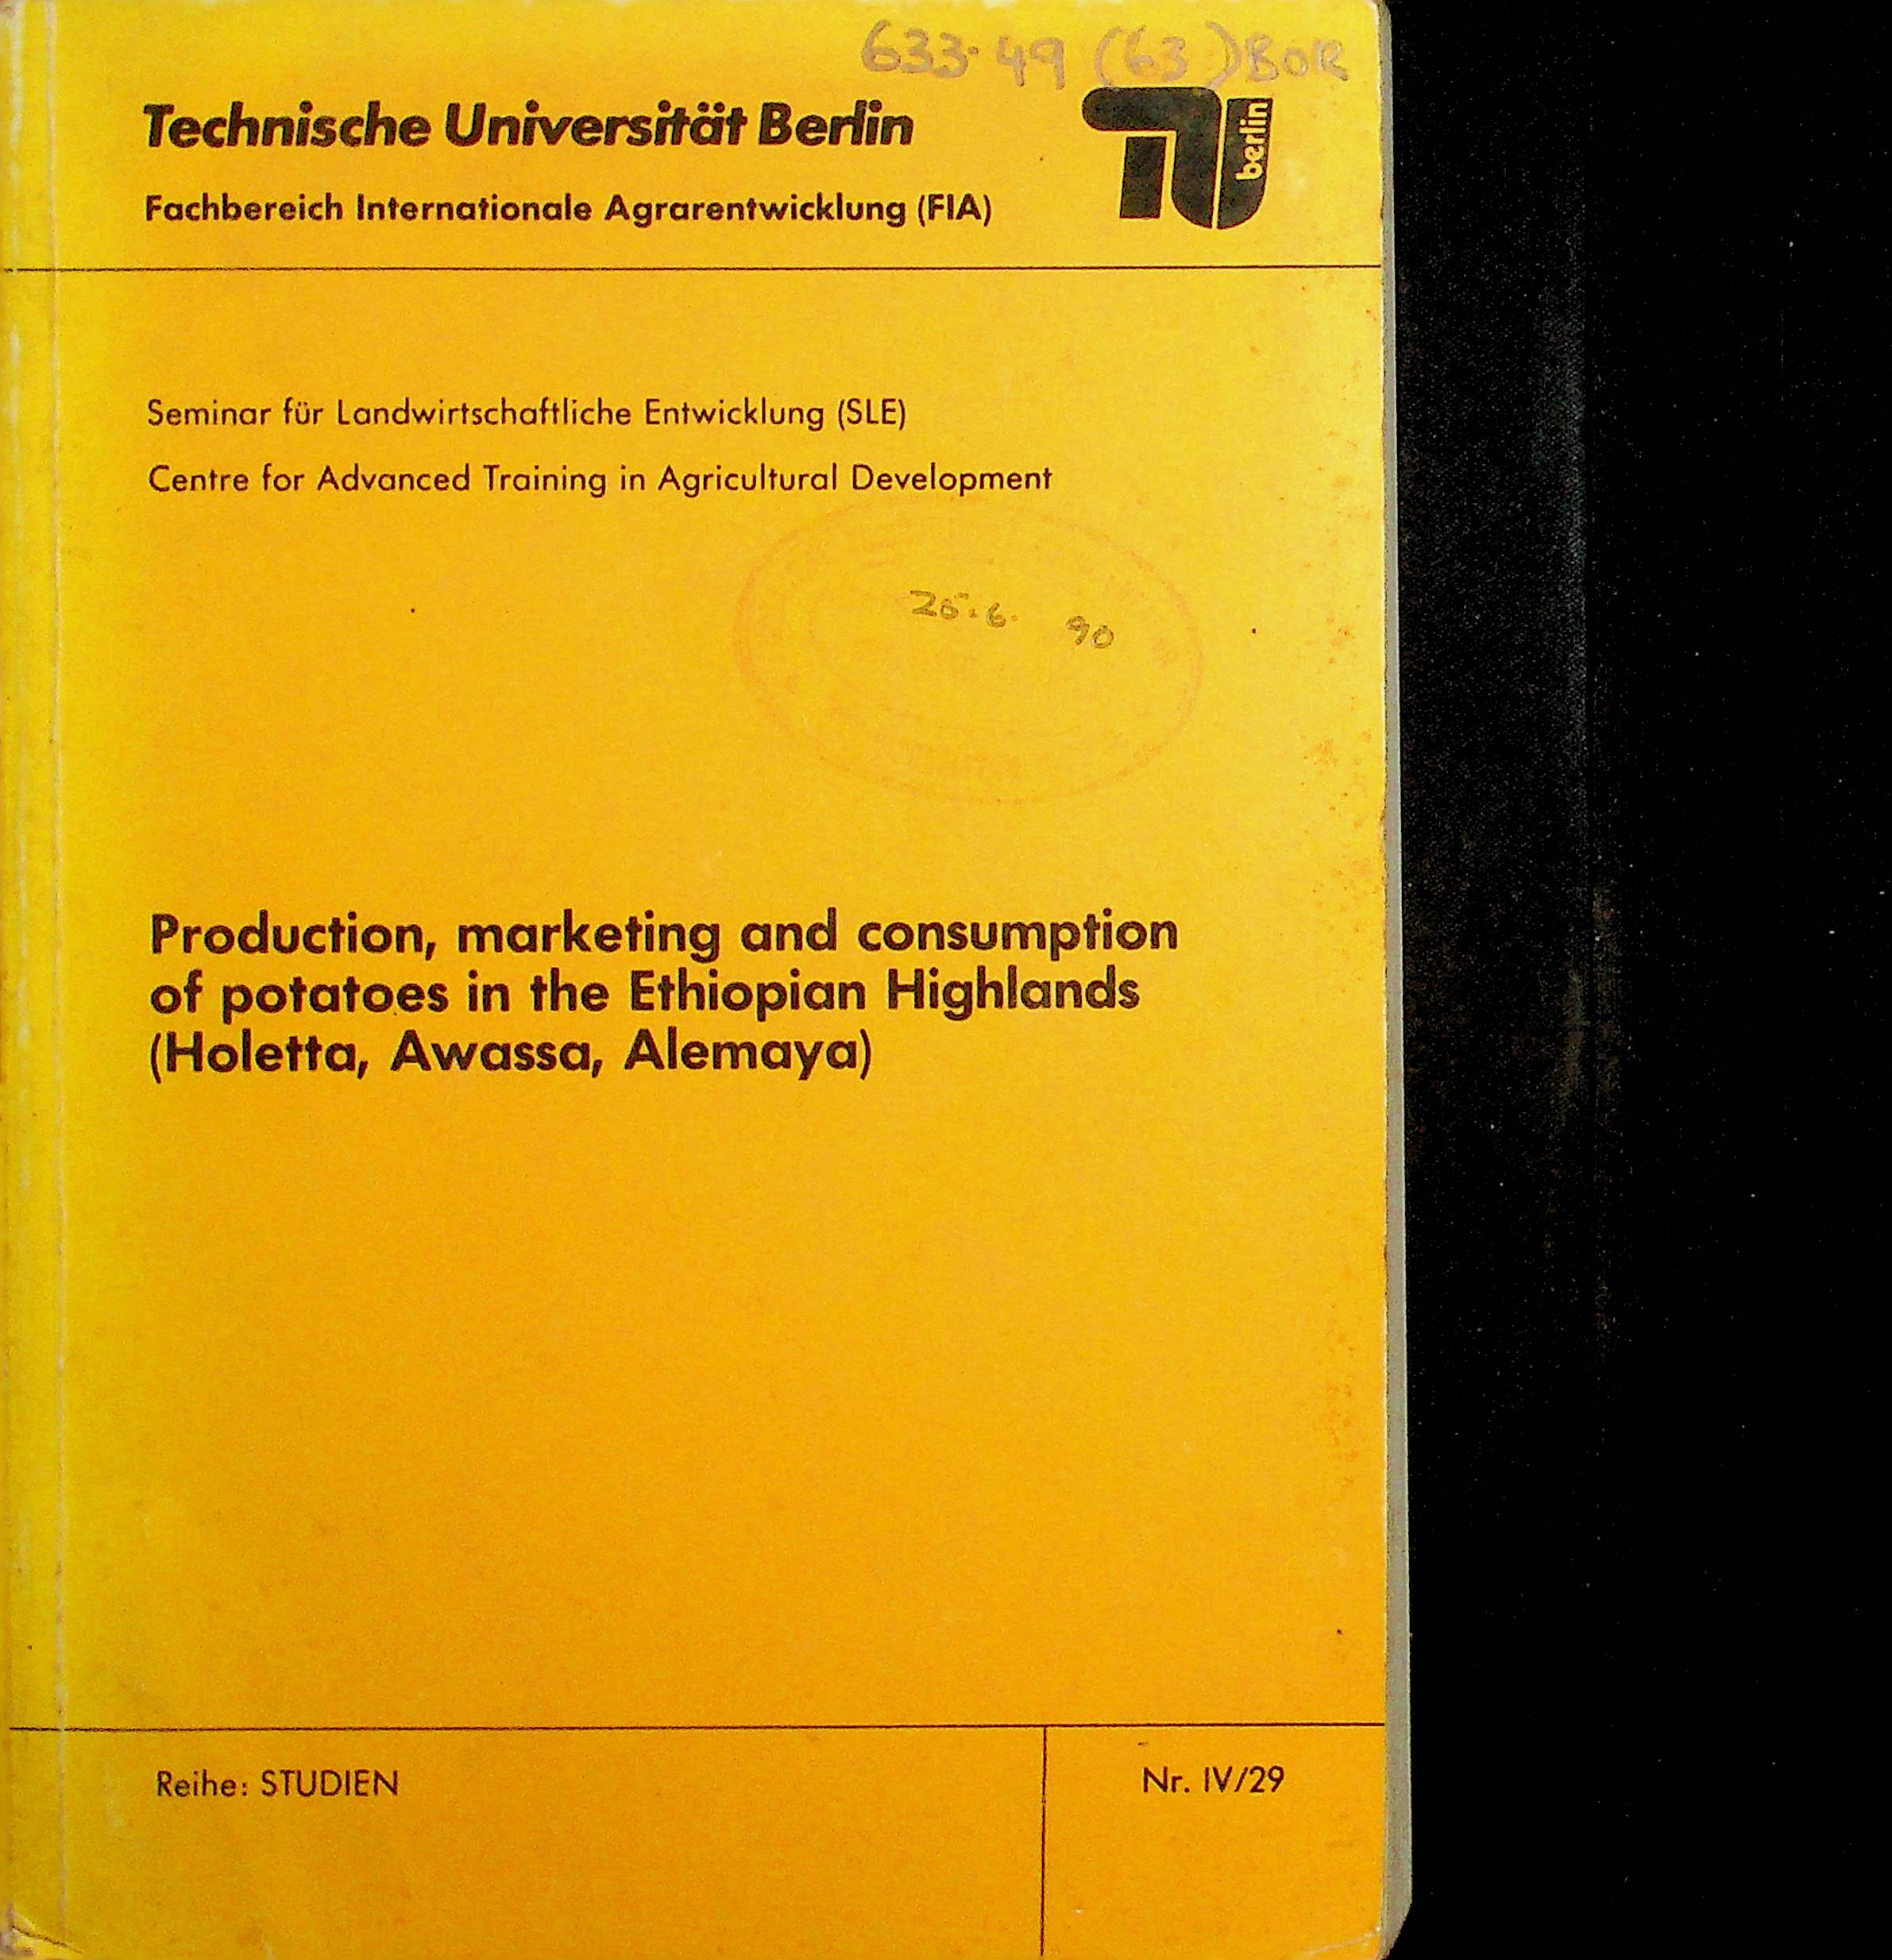 633.49 (63) BOR
Technische Universität Berlin
berlin
Fachbereich Internationale Agrarentwicklung (FIA)
Seminar für Landwirtschaftliche Entwicklung (SLE)
Centre for Advanced Training in Agricultural Development
25.6. 90
Production, marketing and consumption
of potatoes in the Ethiopian Highlands
(Holetta, Awassa, Alemaya)
Reihe: STUDIEN
Nr. IV/29